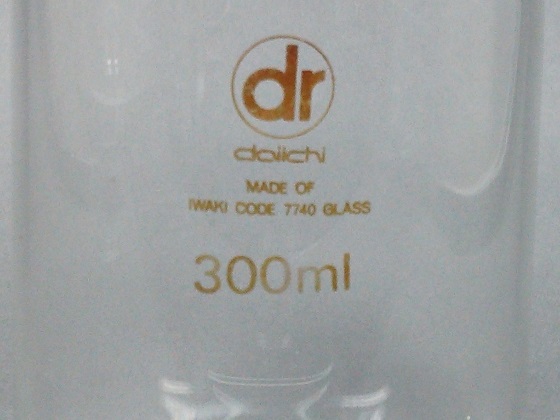 dr
daiichi
MADE OF
IWAKI CODE 7740 GLASS
300ml